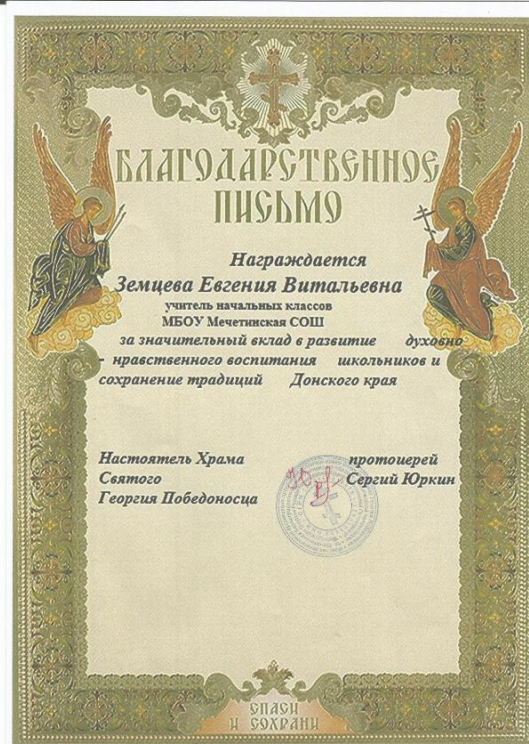 БЛАГОДАРСТВЕННОЕ
ПИСЬМО
Награждается
Земцева Евгения Витальевна
учитель начальных классов
МБОУ Мечетинская СОШ
за значительный вклад в развитие духовно
- нравственного воспитания школьников и
сохранение традиций Донского края
Настоятель Храма протоиерей
Святого Сергий Юркин
Георгия Победоносца
СПАСИ
И СОХРАНИ